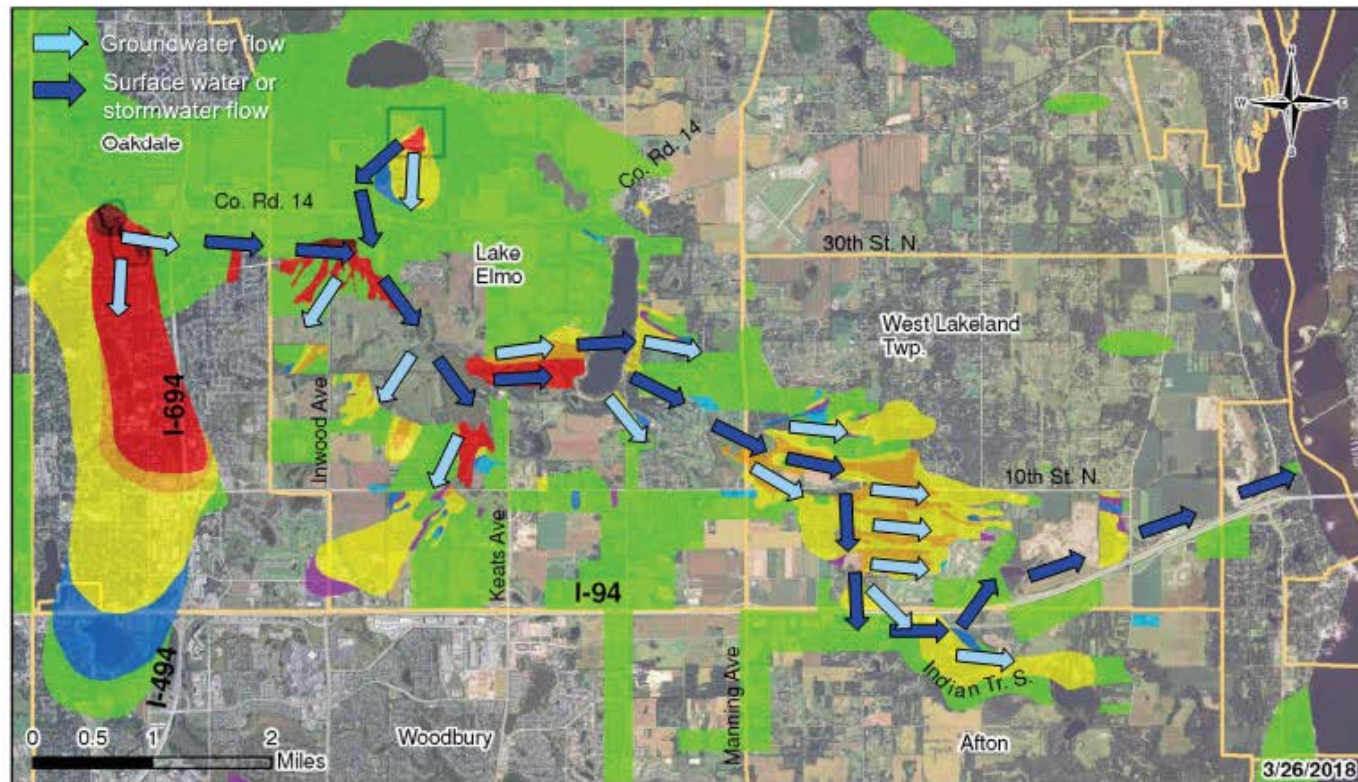 Groundwater flow
Surface water or
stormwater flow
Oakdale
N
W
E
S
Co. Rd. 14
Co. Rd. 14
30th St. N.
Lake
Elmo
West Lakeland
Twp.
I-694
Inwood Ave
10th St. N.
Keats Ave
I-94
I-494
Manning Ave
Indian Tr. S.
0 0.5 1 2
Miles
Woodbury
Afton
3/26/2018